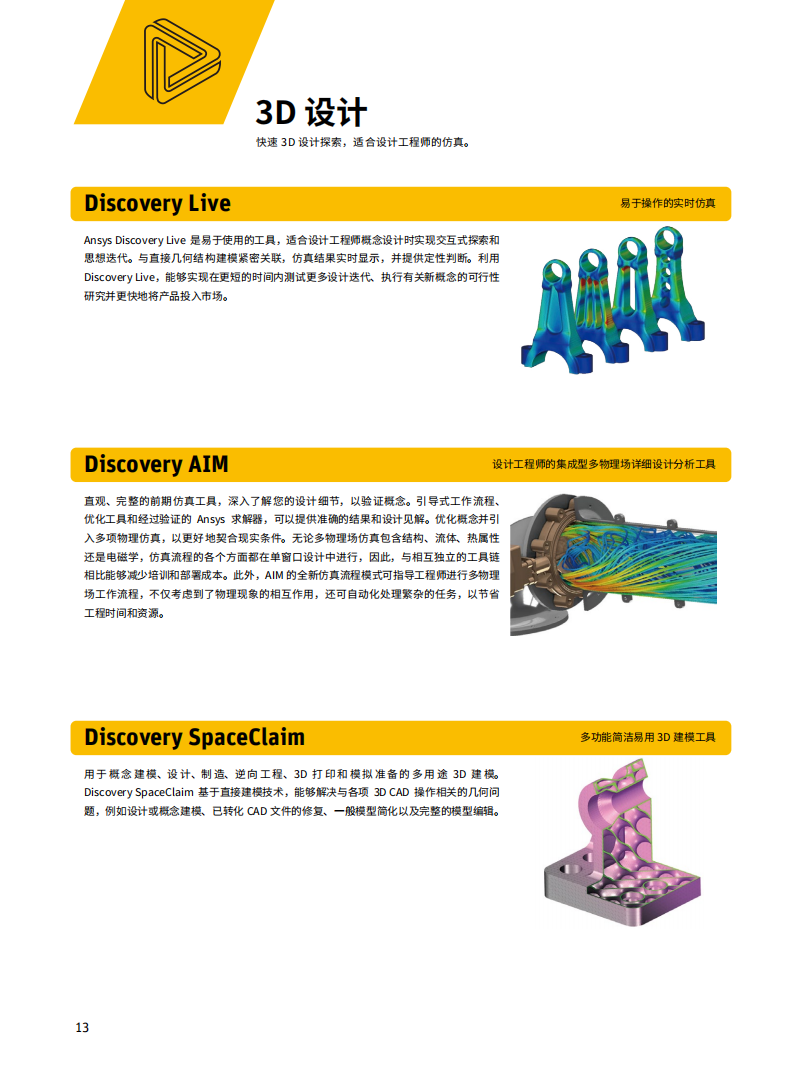 3D 设计
快速 3D 设计探索，适合设计工程师的仿真。
Discovery Live
易于操作的实时仿真
Ansys Discovery Live 是易于使用的工具，适合设计工程师概念设计时实现交互式探索和
思想迭代。与直接几何结构建模紧密关联，仿真结果实时显示，并提供定性判断。利用
Discovery Live，能够实现在更短的时间内测试更多设计迭代、执行有关新概念的可行性
研究并更快地将产品投入市场。
Discovery AIM
设计工程师的集成型多物理场详细设计分析工具
直观、完整的前期仿真工具，深入了解您的设计细节，以验证概念。引导式工作流程、
优化工具和经过验证的 Ansys 求解器，可以提供准确的结果和设计见解。优化概念并引
入多项物理仿真，以更好地契合现实条件。无论多物理场仿真包含结构、流体、热属性
还是电磁学，仿真流程的各个方面都在单窗口设计中进行，因此，与相互独立的工具链
相比能够减少培训和部署成本。此外，AIM 的全新仿真流程模式可指导工程师进行多物理
场工作流程，不仅考虑到了物理现象的相互作用，还可自动化处理繁杂的任务，以节省
工程时间和资源。
Discovery SpaceClaim
多功能简洁易用 3D 建模工具
用于概念建模、设计、制造、逆向工程、3D 打印和模拟准备的多用途 3D 建模。
Discovery SpaceClaim 基于直接建模技术，能够解决与各项 3D CAD 操作相关的几何问
题，例如设计或概念建模、已转化 CAD 文件的修复、一般模型简化以及完整的模型编辑。
13